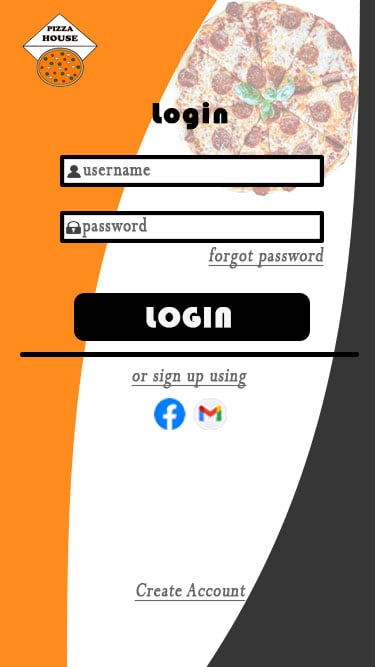 PIZZA
HOUSE
Login
username
password
forgot password
LOGIN
or sign up using
Create Account